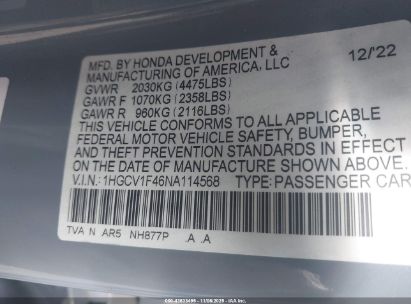 MFD. BY HONDA DEVELOPMENT & 12/22
MANUFACTURING OF AMERICA, LLC
GVWR 2030KG (4475LBS)
GAWR F 1070KG (2358LBS)
GAWR R 960KG (2116LBS)
THIS VEHICLE CONFORMS TO ALL APPLICABLE
FEDERAL MOTOR VEHICLE SAFETY, BUMPER,
AND THEFT PREVENTION STANDARDS IN EFFECT
ON THE DATE OF MANUFACTURE SHOWN ABOVE.
V.I.N.: 1HGCV1F46NA114568 TYPE: PASSENGER CAR
TVA N AR5 NH877P .A .A